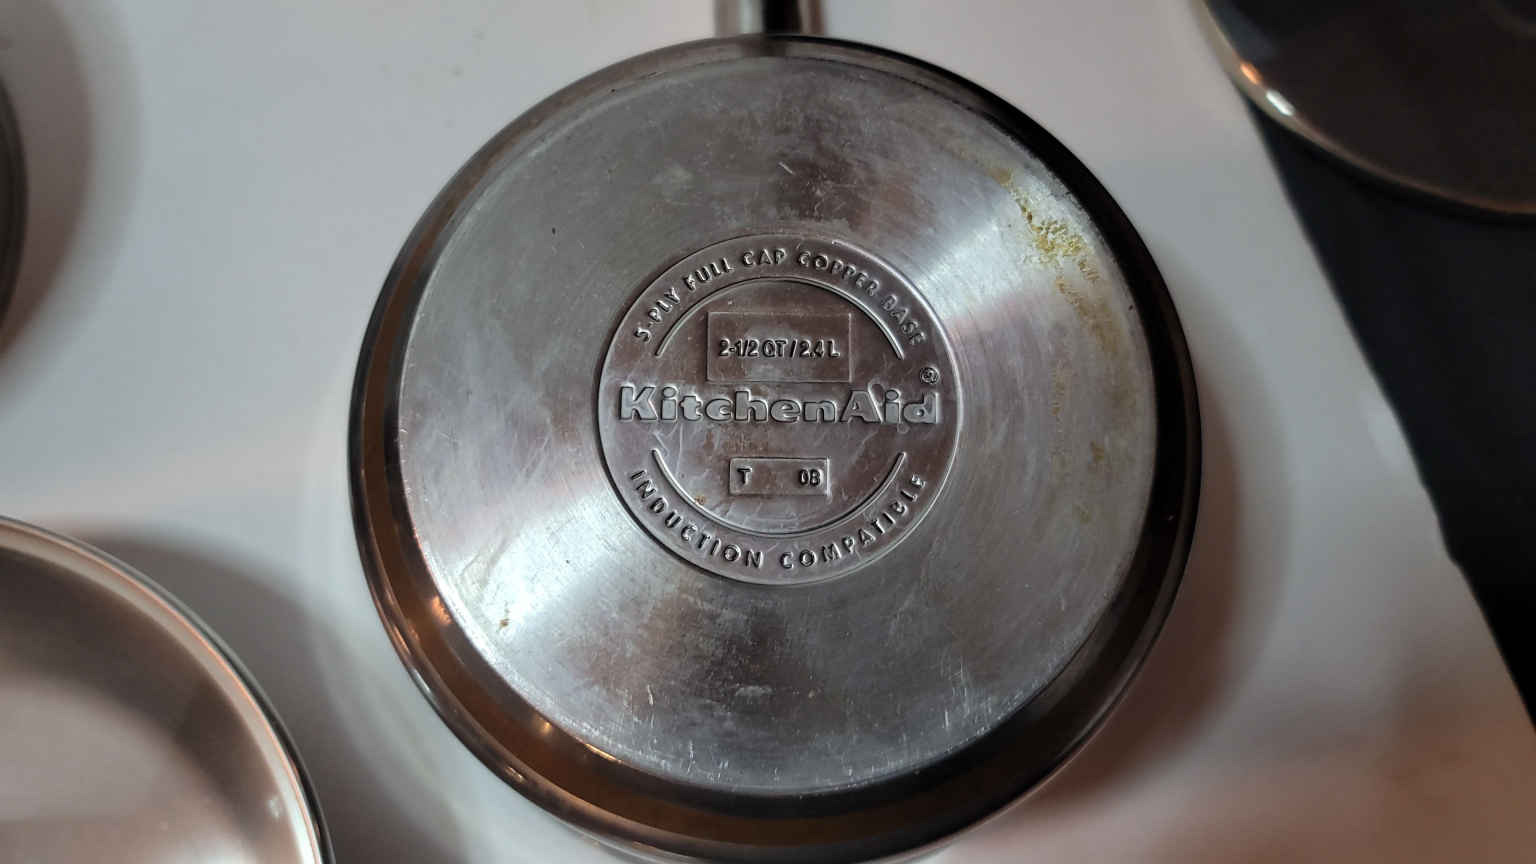 5-PLY FULL CAP COPPER BASE
2-1/2 QT / 2.4 L
KitchenAid®
T 08
INDUCTION COMPATIBLE